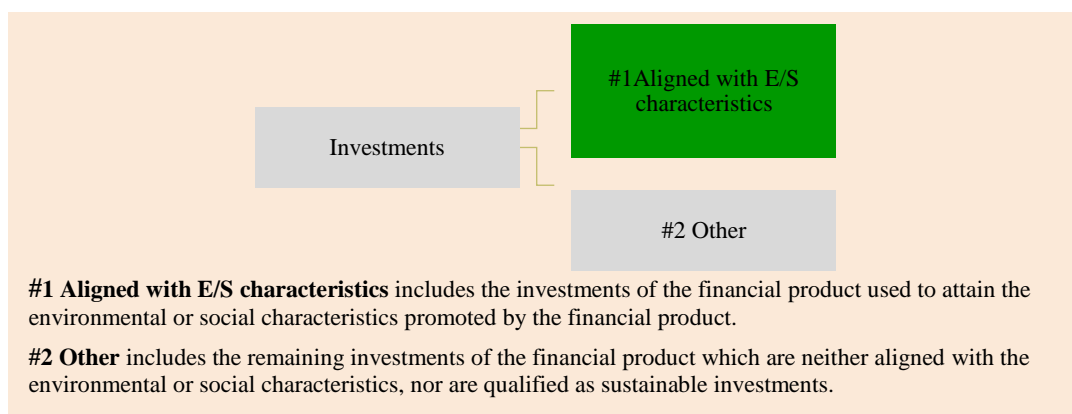 #1Aligned with E/S
characteristics
Investments
#2 Other
#1 Aligned with E/S characteristics includes the investments of the financial product used to attain the
environmental or social characteristics promoted by the financial product.
#2 Other includes the remaining investments of the financial product which are neither aligned with the
environmental or social characteristics, nor are qualified as sustainable investments.